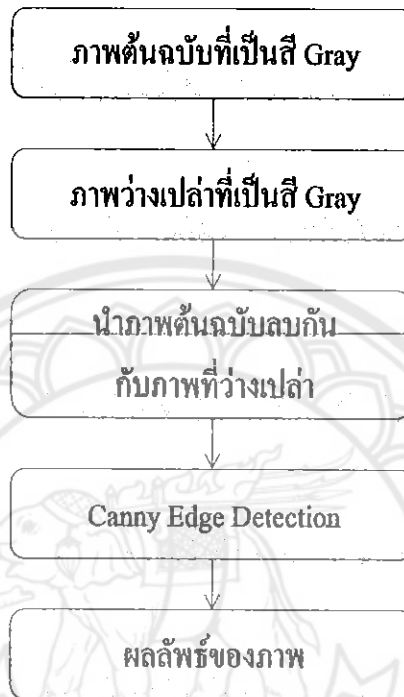 ภาพต้นฉบับที่เป็นสี Gray
ภาพว่างเปล่าที่เป็นสี Gray
นำภาพต้นฉบับลบกัน
กับภาพที่ว่างเปล่า
Canny Edge Detection
ผลลัพธ์ของภาพ